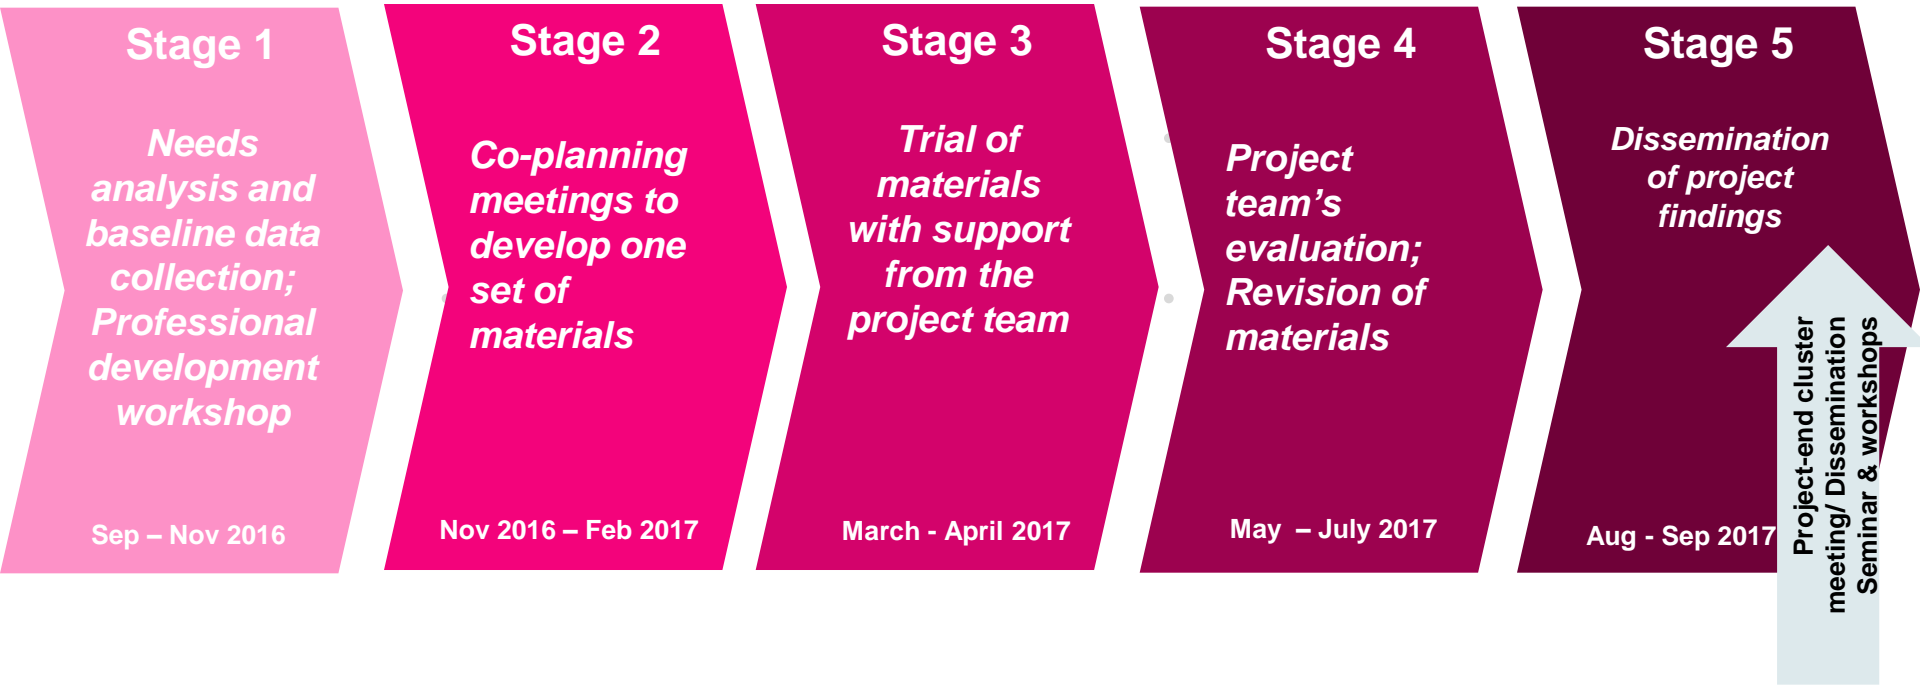 Stage 1
Needs
analysis and
baseline data
collection;
Professional
development
workshop
Sep – Nov 2016
Stage 2
Co-planning
meetings to
develop one
set of
materials
Nov 2016 – Feb 2017
Stage 3
Trial of
materials
with support
from the
project team
March - April 2017
Stage 4
Project
team’s
evaluation;
Revision of
materials
May – July 2017
Stage 5
Dissemination
of project
findings
Aug - Sep 2017
Project-end cluster
meeting/ Dissemination
Seminar & workshops